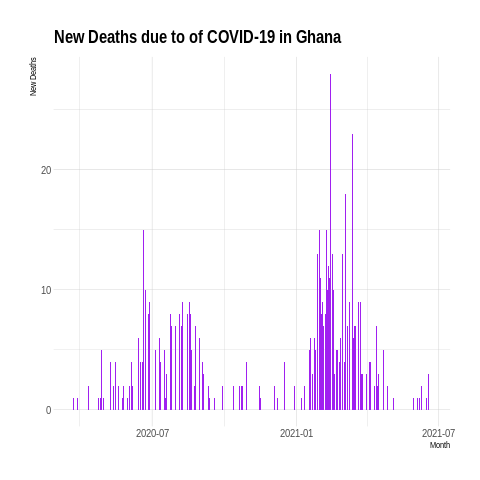 New Deaths due to of COVID-19 in Ghana
New Deaths
20
10
0
2020-07
2021-01
2021-07
Month